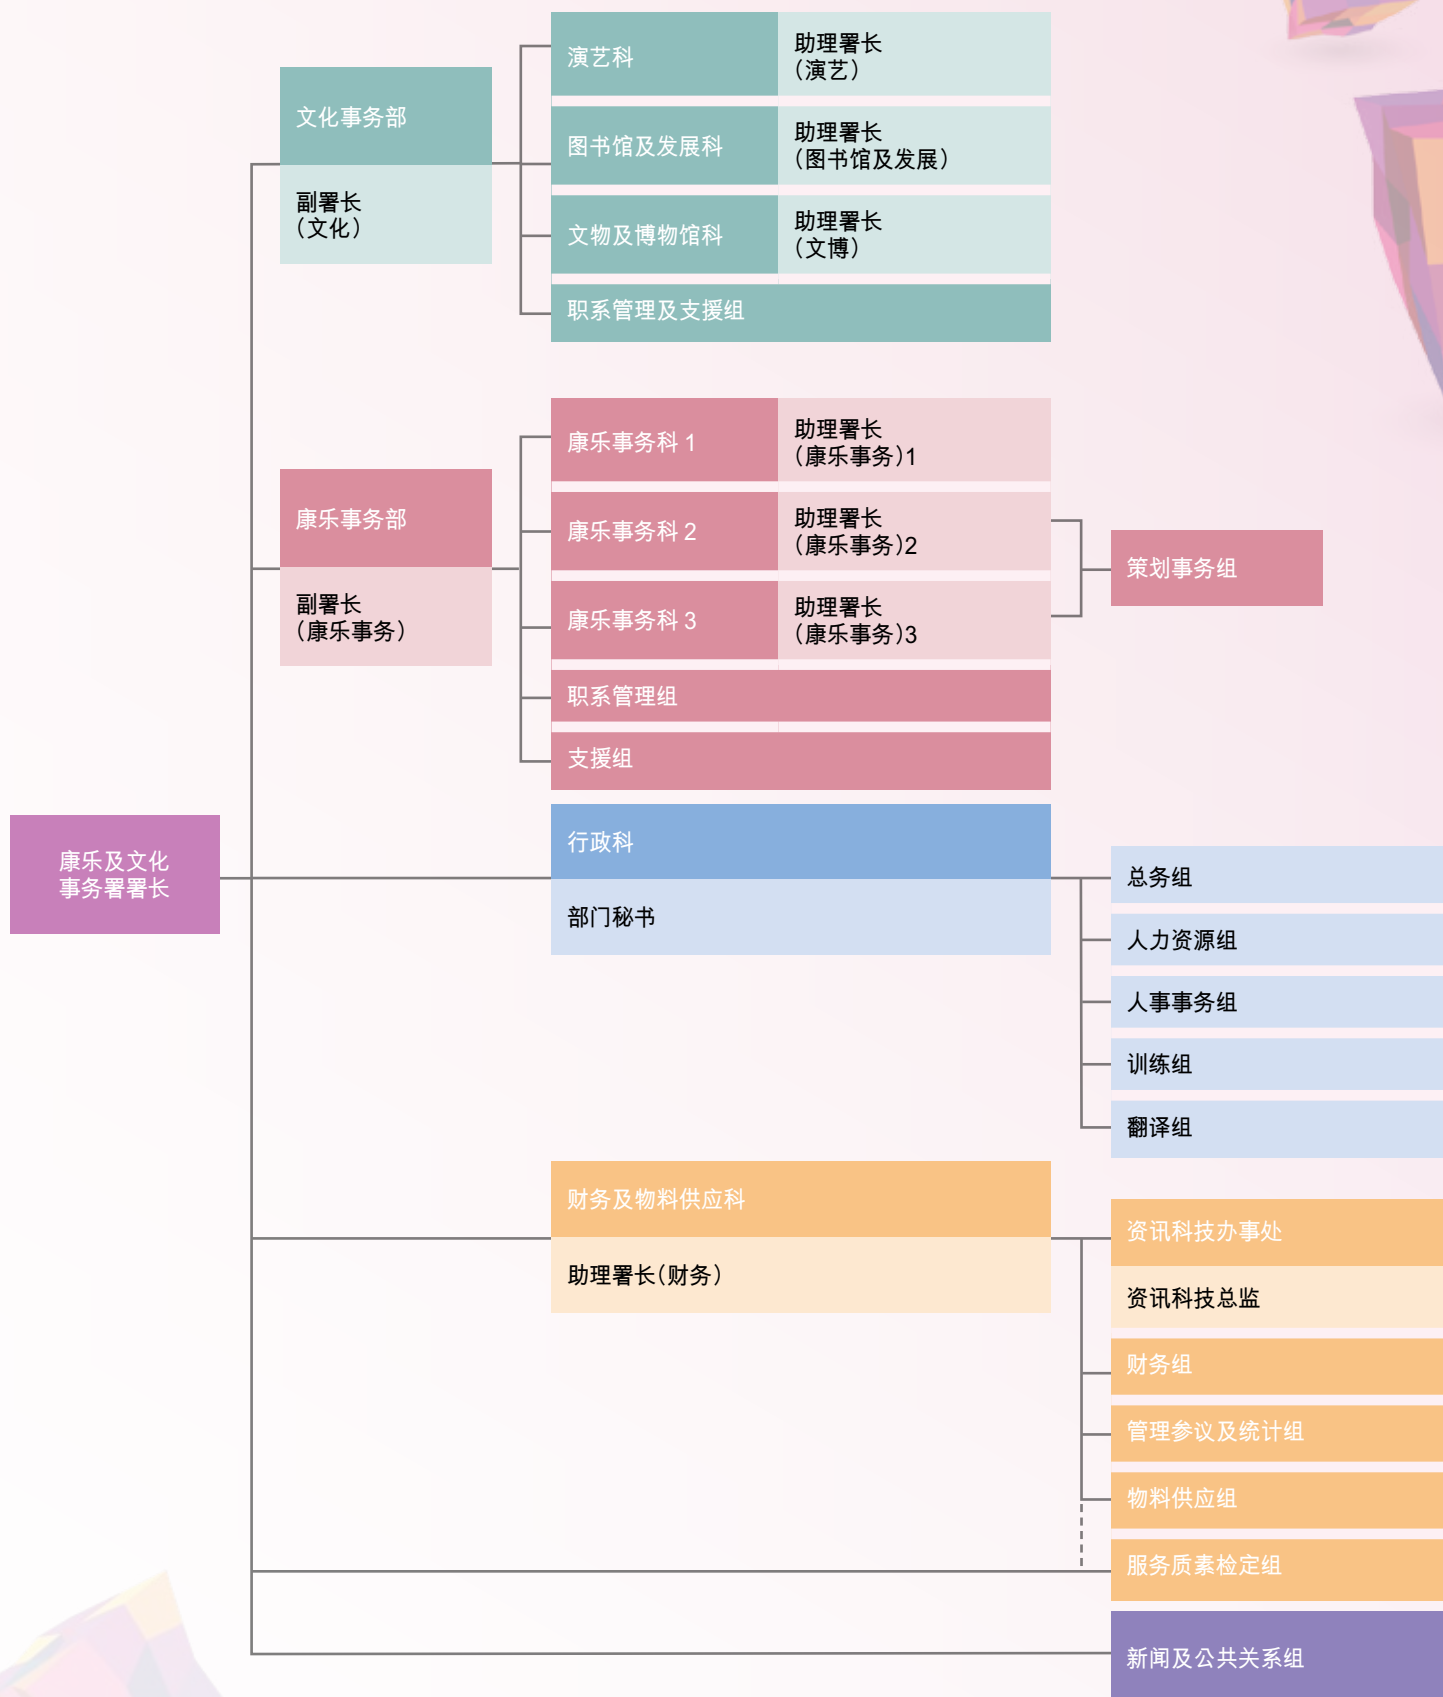 演艺科
助理署长
（演艺）
文化事务部
副署长
（文化）
图书馆及发展科
助理署长
（图书馆及发展）
文物及博物馆科
助理署长
（文博）
职系管理及支援组
康乐事务科 1
助理署长
（康乐事务）1
康乐事务部
副署长
（康乐事务）
康乐事务科 2
助理署长
（康乐事务）2
策划事务组
康乐事务科 3
助理署长
（康乐事务）3
职系管理组
支援组
康乐及文化
事务署署长
行政科
部门秘书
总务组
人力资源组
人事事务组
训练组
翻译组
财务及物料供应科
助理署长（财务）
资讯科技办事处
资讯科技总监
财务组
管理参议及统计组
物料供应组
服务质素检定组
新闻及公共关系组